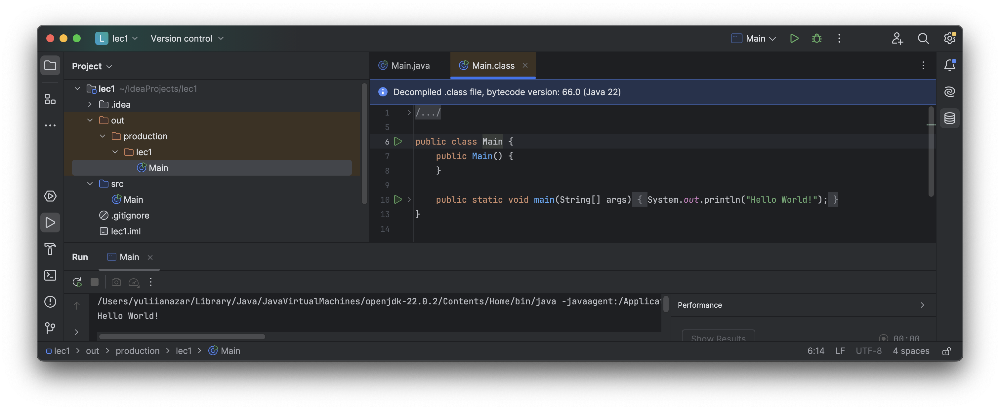 L lec1 Version control Main
Project
lec1 ~/IdeaProjects/lec1
.idea
out
production
lec1
Main
src
Main
.gitignore
lec1.iml
Main.java Main.class
Decompiled .class file, bytecode version: 66.0 (Java 22)
1 /.../
5
6 public class Main {
7 public Main() {
8 }
9
10 public static void main(String[] args) { System.out.println("Hello World!"); }
13 }
14
Run Main
/Users/yuliianazar/Library/Java/JavaVirtualMachines/openjdk-22.0.2/Contents/Home/bin/java -javaagent:/Applicat
Hello World!
Performance
Show Results 00:00
lec1 > out > production > lec1 > Main 6:14 LF UTF-8 4 spaces